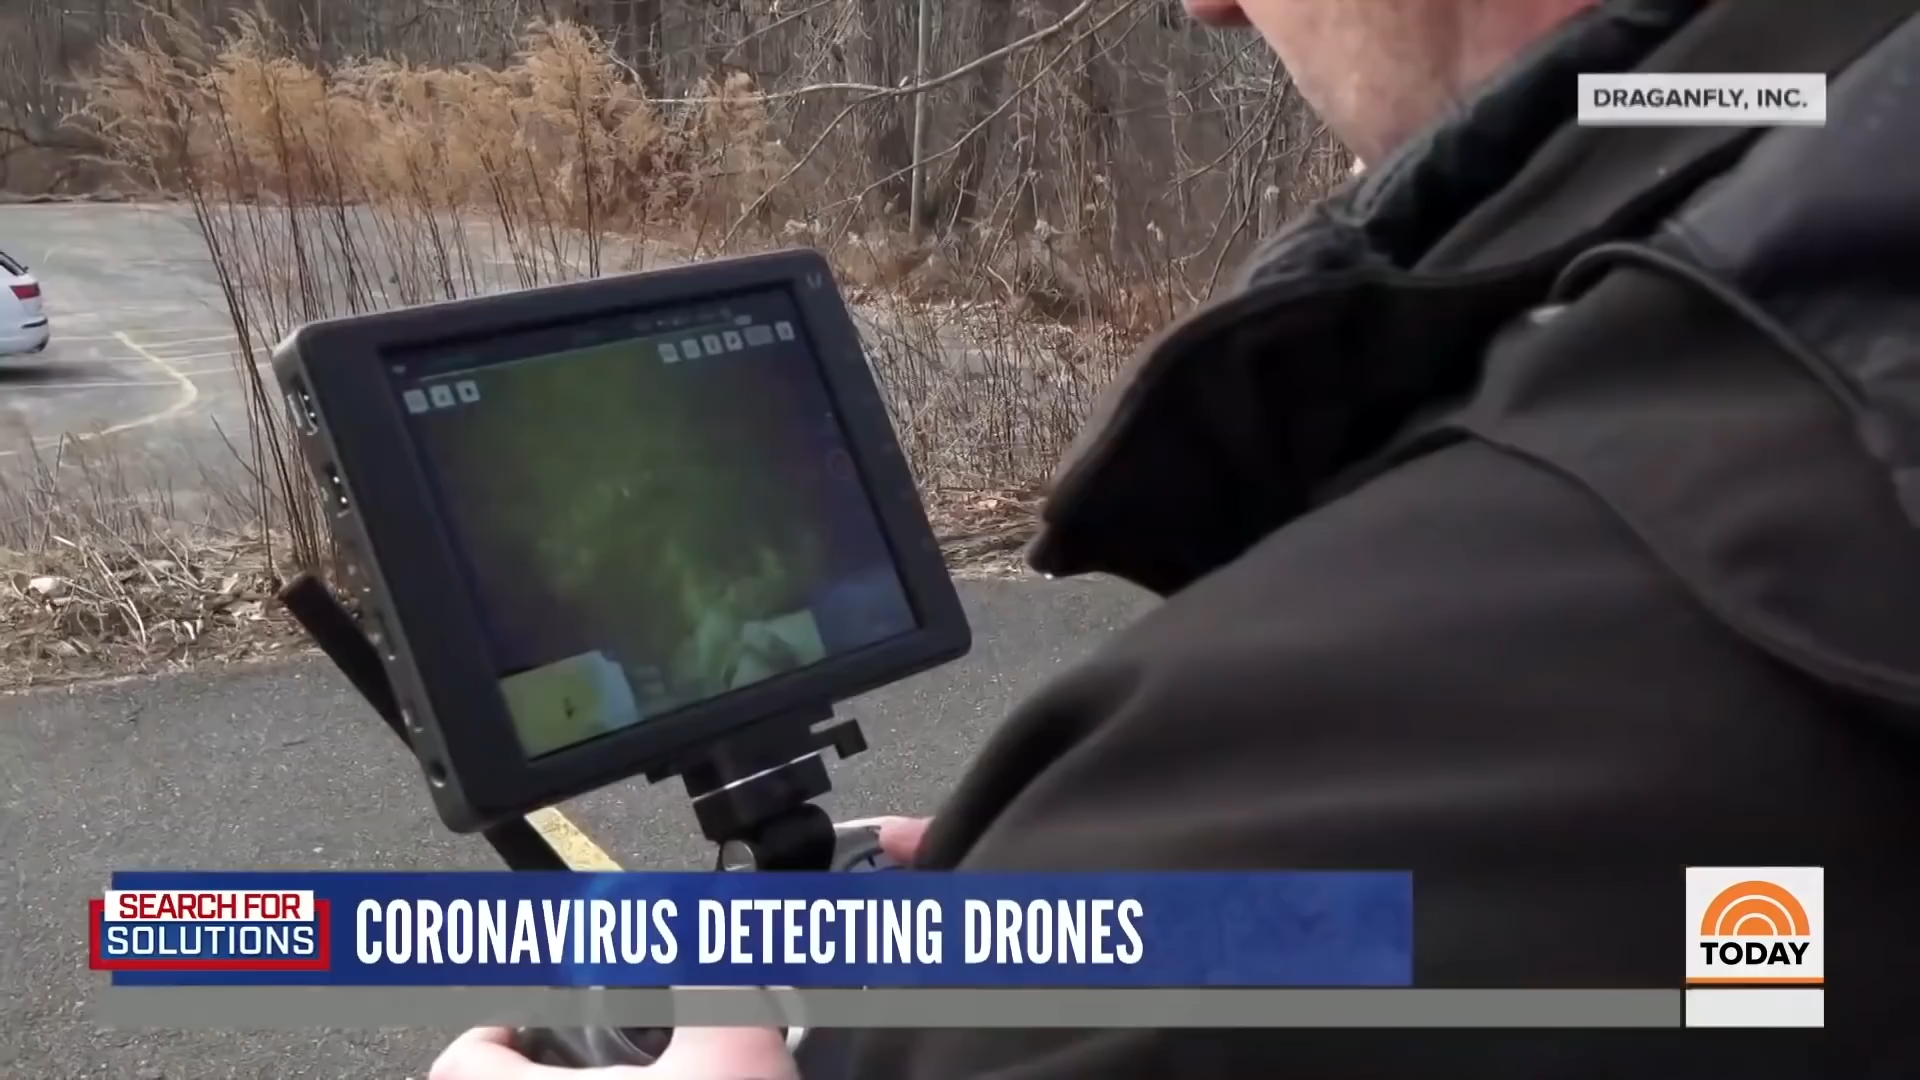 DRAGANFLY, INC.
SEARCH FOR
SOLUTIONS
CORONAVIRUS DETECTING DRONES
TODAY